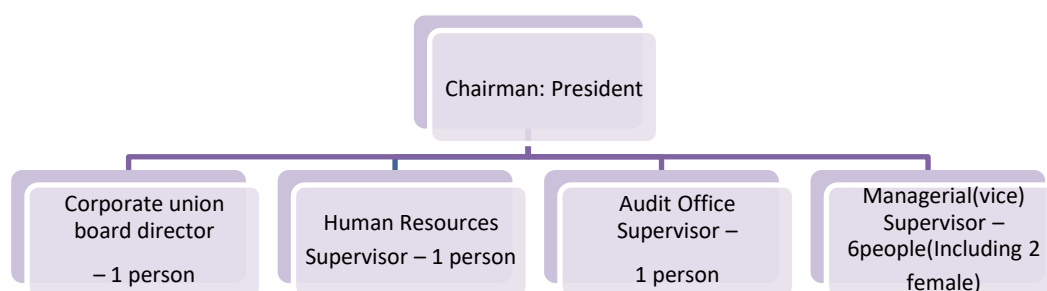 Chairman: President
Corporate union
board director
– 1 person
Human Resources
Supervisor – 1 person
Audit Office
Supervisor –
1 person
Managerial(vice)
Supervisor –
6people(Including 2
female)